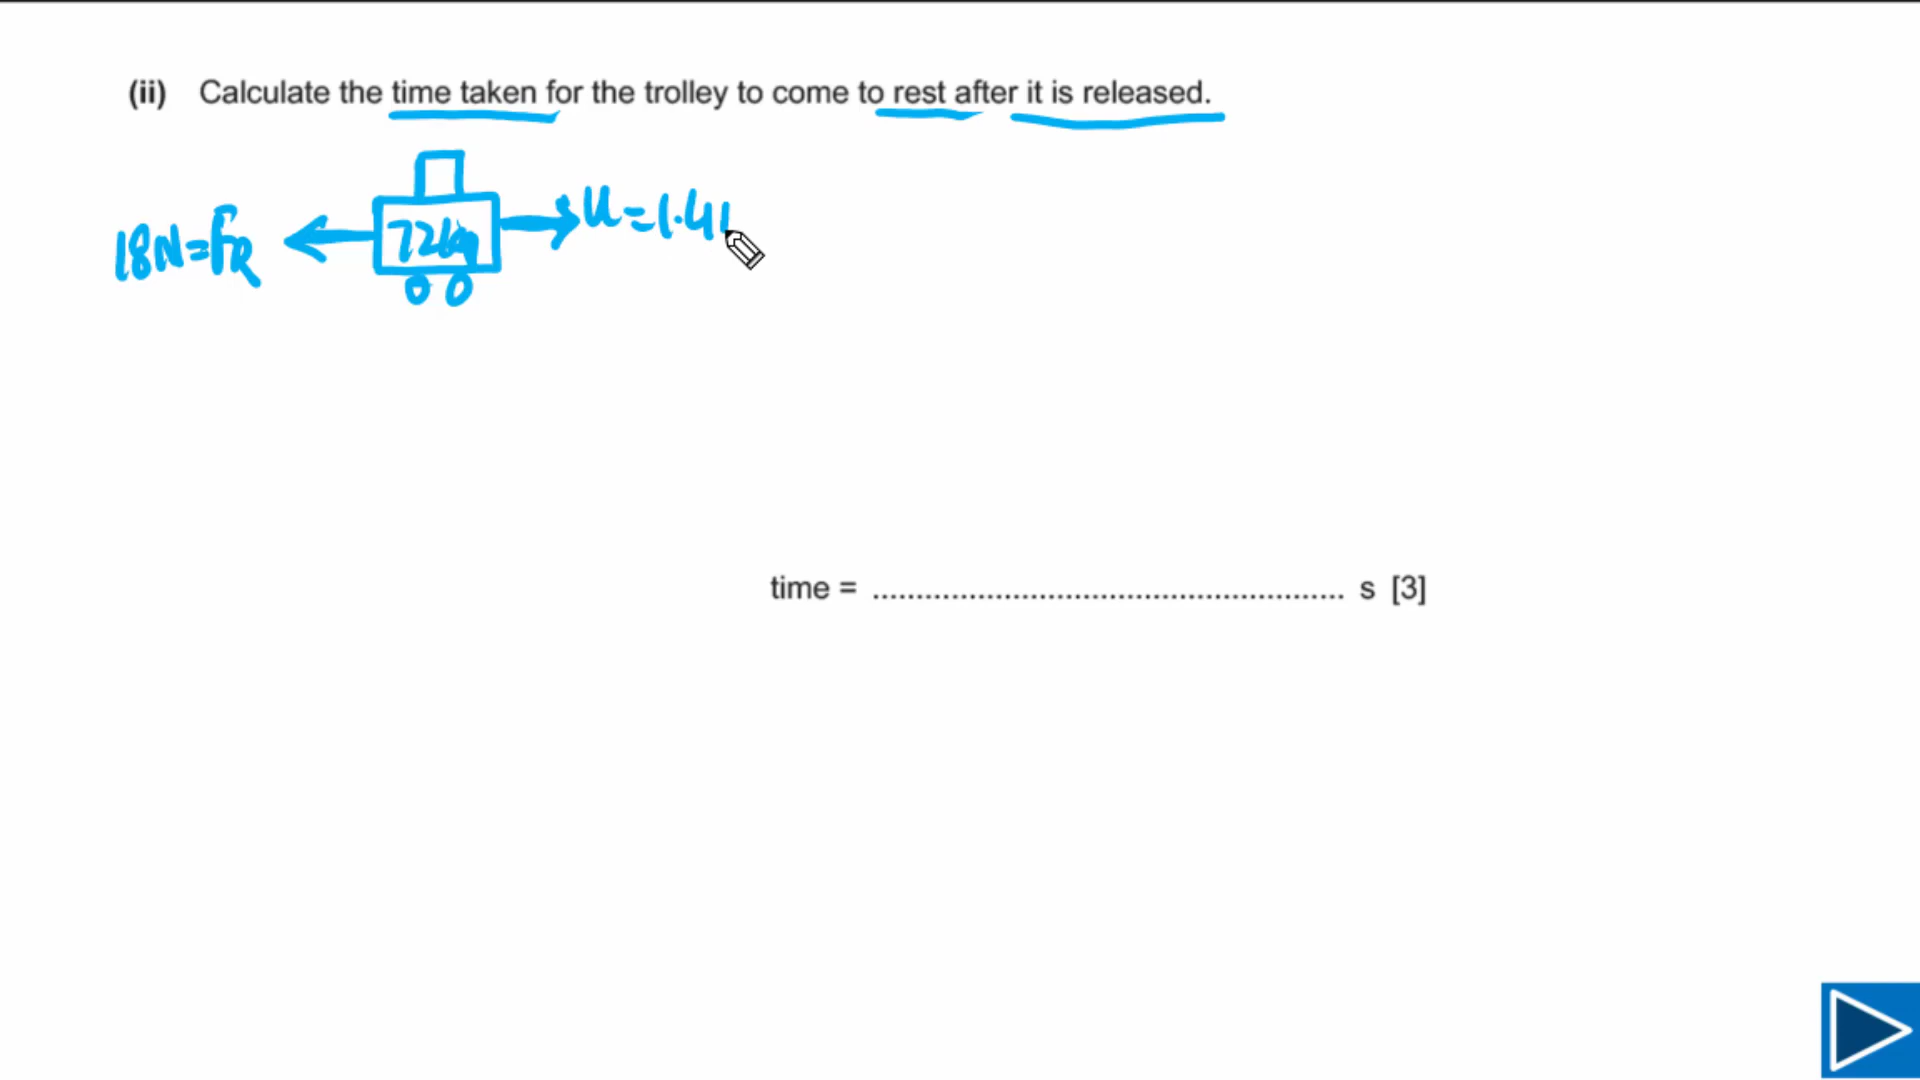 (ii) Calculate the time taken for the trolley to come to rest after it is released.
18N=FR 72kg u=1.41
time = ........................................................ s [3]